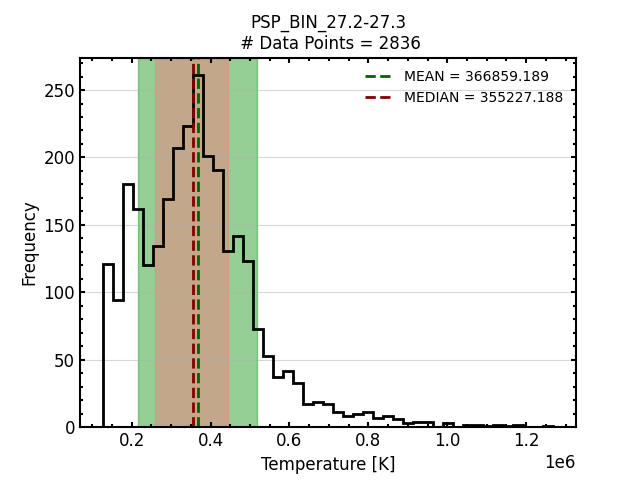 PSP_BIN_27.2-27.3
# Data Points = 2836
MEAN = 366859.189
MEDIAN = 355227.188
Frequency
250
200
150
100
50
0
0.2 0.4 0.6 0.8 1.0 1.2
Temperature [K]
1e6